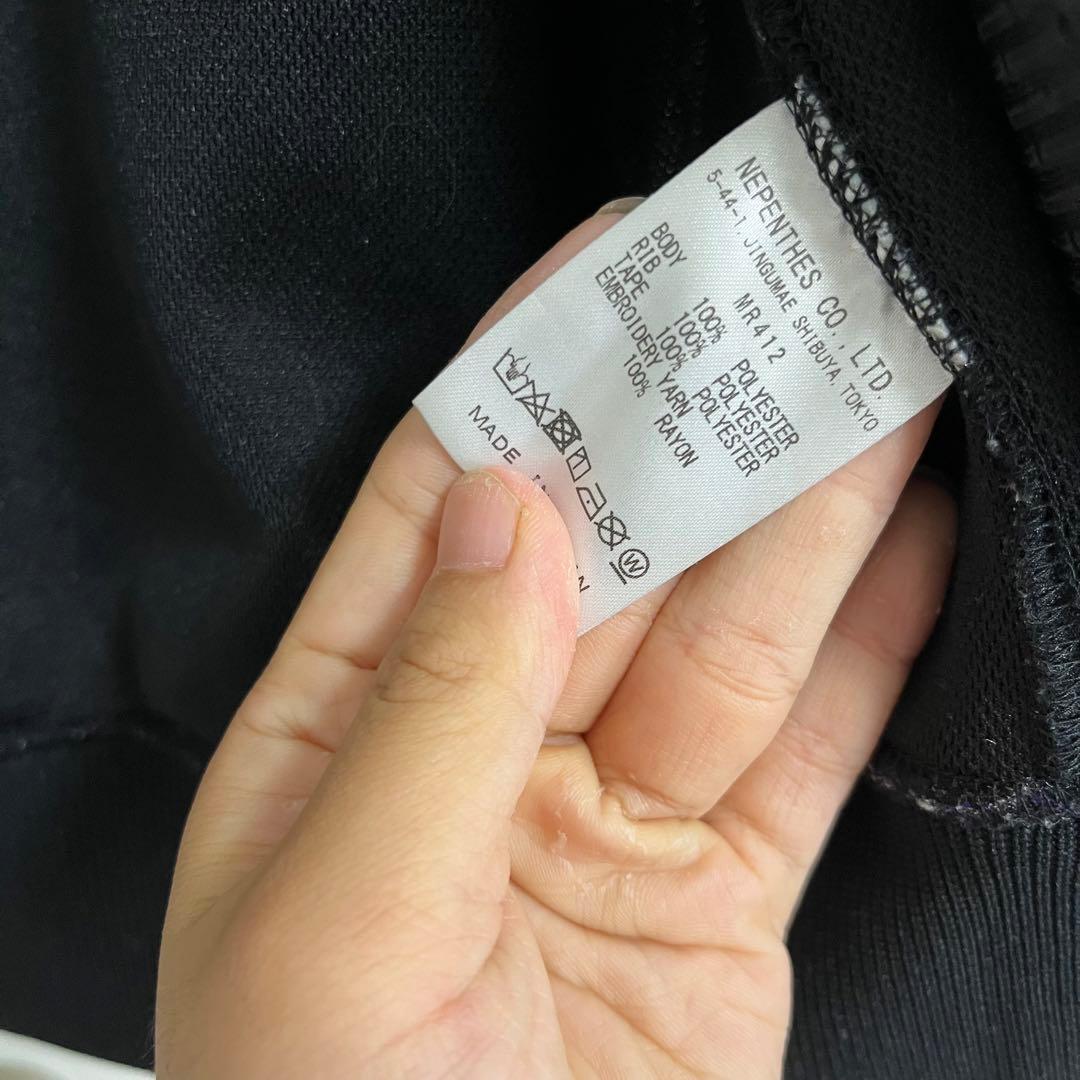 NEPENTHES CO., LTD.
5-44-1, JINGUMAE SHIBUYA, TOKYO
MR412
BODY 100% POLYESTER
RIB 100% POLYESTER
TAPE 100% POLYESTER
EMBROIDERY YARN
100% RAYON
W
MADE